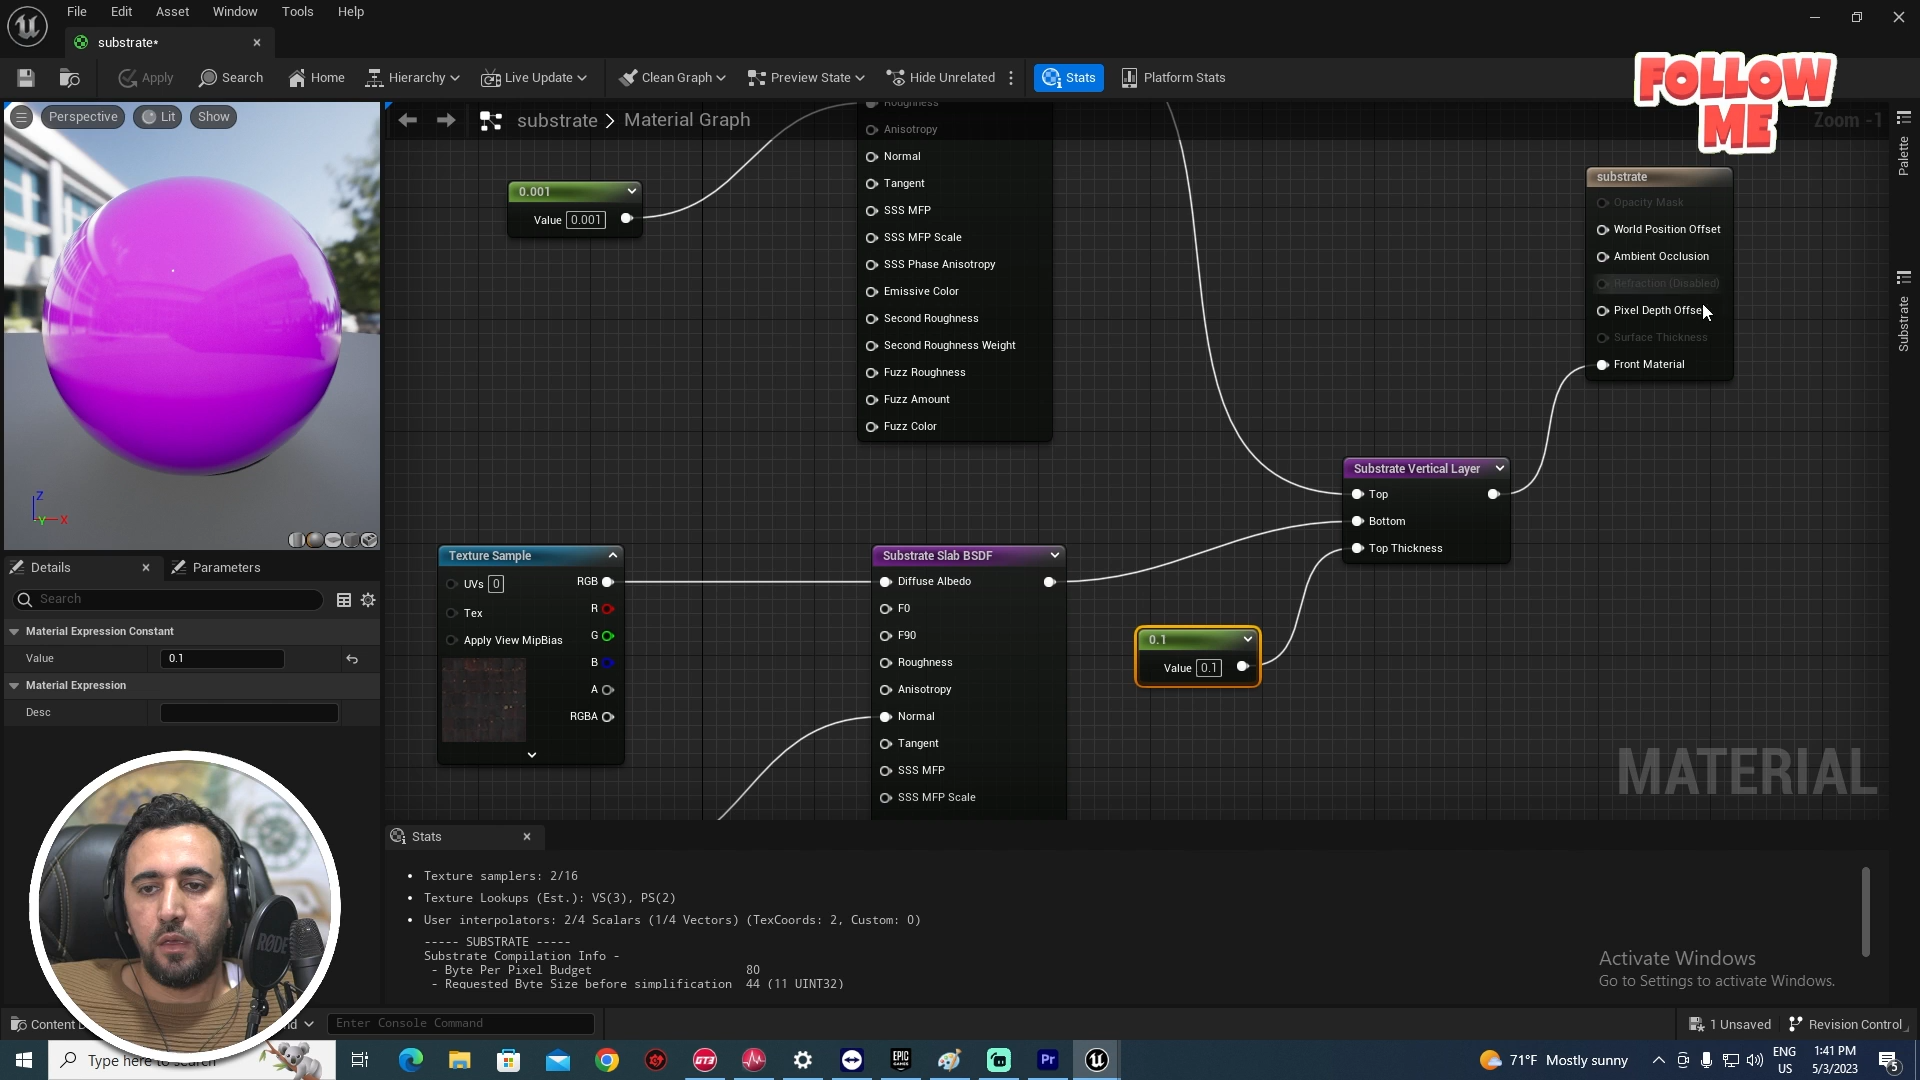 File Edit Asset Window Tools Help
substrate*
Apply Search Home Hierarchy Live Update Clean Graph Preview State Hide Unrelated Stats Platform Stats
FOLLOW
ME
Perspective Lit Show
substrate > Material Graph
Zoom -1
Palette
Substrate
Roughness
Anisotropy
Normal
Tangent
SSS MFP
SSS MFP Scale
SSS Phase Anisotropy
Emissive Color
Second Roughness
Second Roughness Weight
Fuzz Roughness
Fuzz Amount
Fuzz Color
0.001
Value 0.001
substrate
Opacity Mask
World Position Offset
Ambient Occlusion
Refraction (Disabled)
Pixel Depth Offset
Surface Thickness
Front Material
Substrate Vertical Layer
Top
Bottom
Top Thickness
Texture Sample
UVs 0 RGB
Tex R
Apply View MipBias G
B
A
RGBA
Substrate Slab BSDF
Diffuse Albedo
F0
F90
Roughness
Anisotropy
Normal
Tangent
SSS MFP
SSS MFP Scale
0.1
Value 0.1
MATERIAL
Z
Y X
Details Parameters
Search
Material Expression Constant
Value 0.1
Material Expression
Desc
RØDE
Stats
Texture samplers: 2/16
Texture Lookups (Est.): VS(3), PS(2)
User interpolators: 2/4 Scalars (1/4 Vectors) (TexCoords: 2, Custom: 0)
----- SUBSTRATE -----
Substrate Compilation Info -
- Byte Per Pixel Budget 80
- Requested Byte Size before simplification 44 (11 UINT32)
Activate Windows
Go to Settings to activate Windows.
Content Enter Console Command 1 Unsaved Revision Control
Type here to search
GT3
EPIC GAMES
Pr
71°F Mostly sunny
ENG
US
1:41 PM
5/3/2023
5